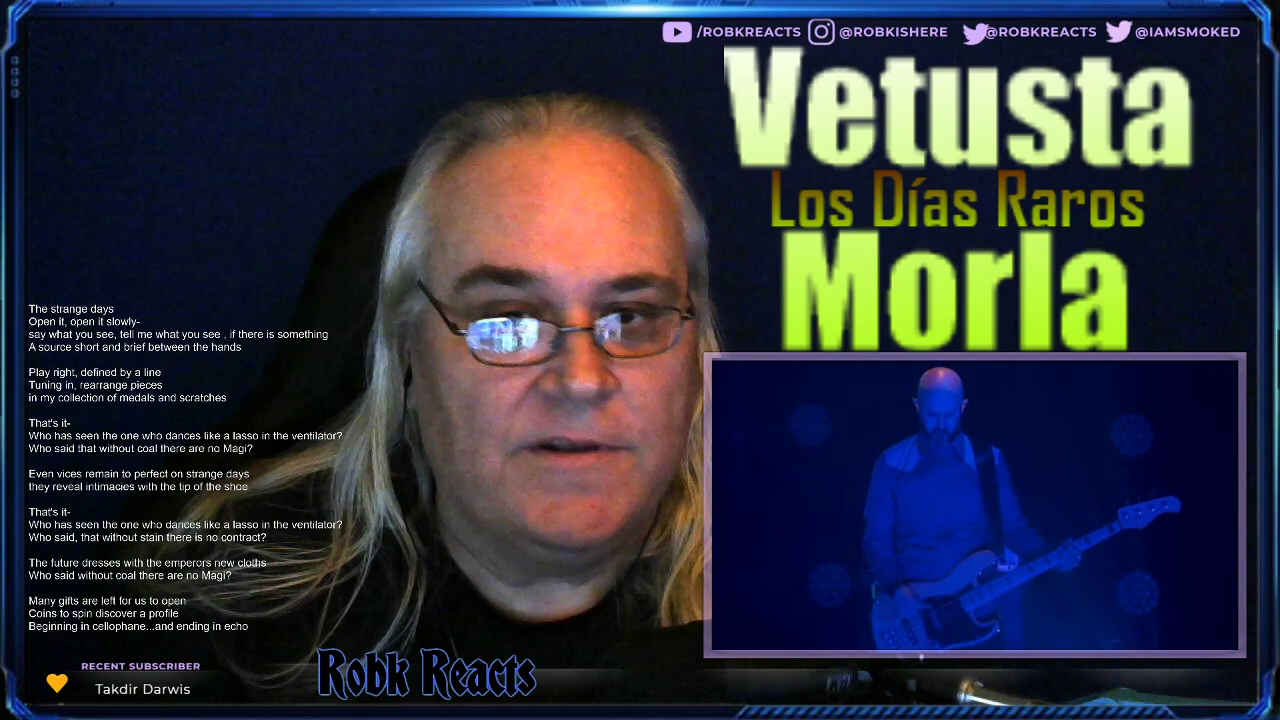 /ROBKREACTS @ROBKISHERE @ROBKREACTS @IAMSMOKED
Vetusta
Los Días Raros
Morla
The strange days
Open it, open it slowly-
say what you see, tell me what you see , if there is something
A source short and brief between the hands
Play right, defined by a line
Tuning in, rearrange pieces
in my collection of medals and scratches
That's it-
Who has seen the one who dances like a lasso in the ventilator?
Who said that without coal there are no Magi?
Even vices remain to perfect on strange days
they reveal intimacies with the tip of the shoe
That's it-
Who has seen the one who dances like a lasso in the ventilator?
Who said, that without stain there is no contract?
The future dresses with the emperors new cloths
Who said without coal there are no Magi?
Many gifts are left for us to open
Coins to spin discover a profile
Beginning in cellophane...and ending in echo
RECENT SUBSCRIBER
Takdir Darwis
Robk Reacts